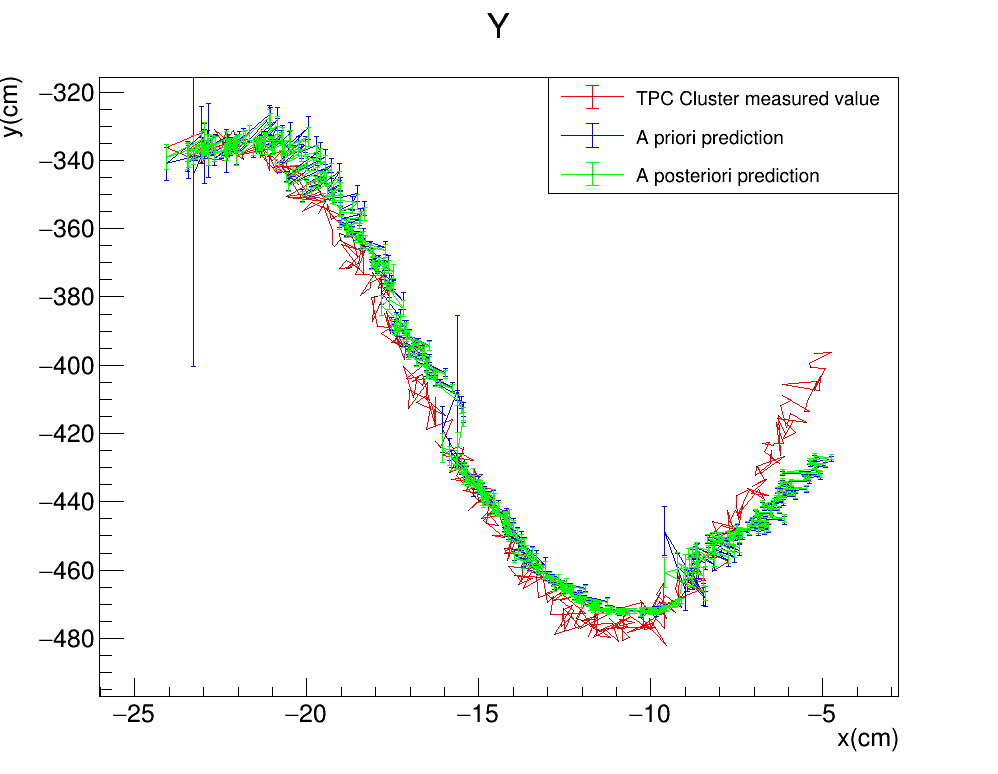 Y
y(cm)
TPC Cluster measured value
A priori prediction
A posteriori prediction
−320
−340
−360
−380
−400
−420
−440
−460
−480
−25 −20 −15 −10 −5
x(cm)